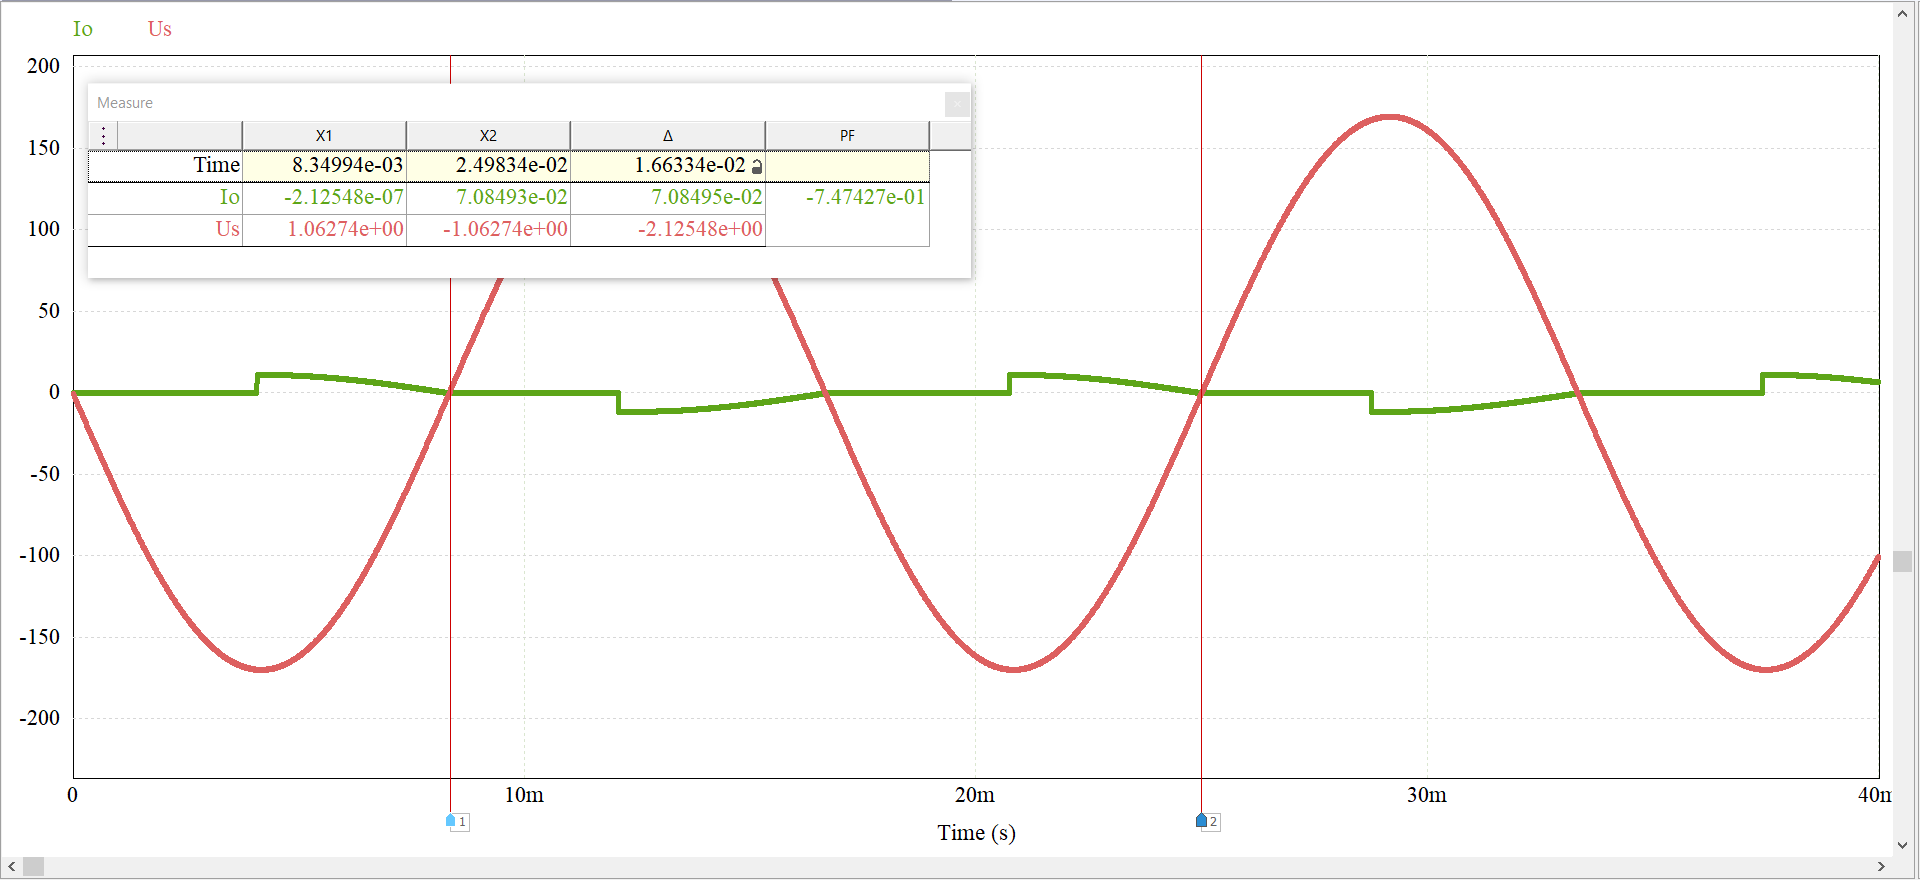 Io Us
200
150
100
50
0
-50
-100
-150
-200
Measure
X1 X2 Δ PF
Time 8.34994e-03 2.49834e-02 1.66334e-02
Io -2.12548e-07 7.08493e-02 7.08495e-02 -7.47427e-01
Us 1.06274e+00 -1.06274e+00 -2.12548e+00
0 10m 20m 30m 40m
1 2
Time (s)